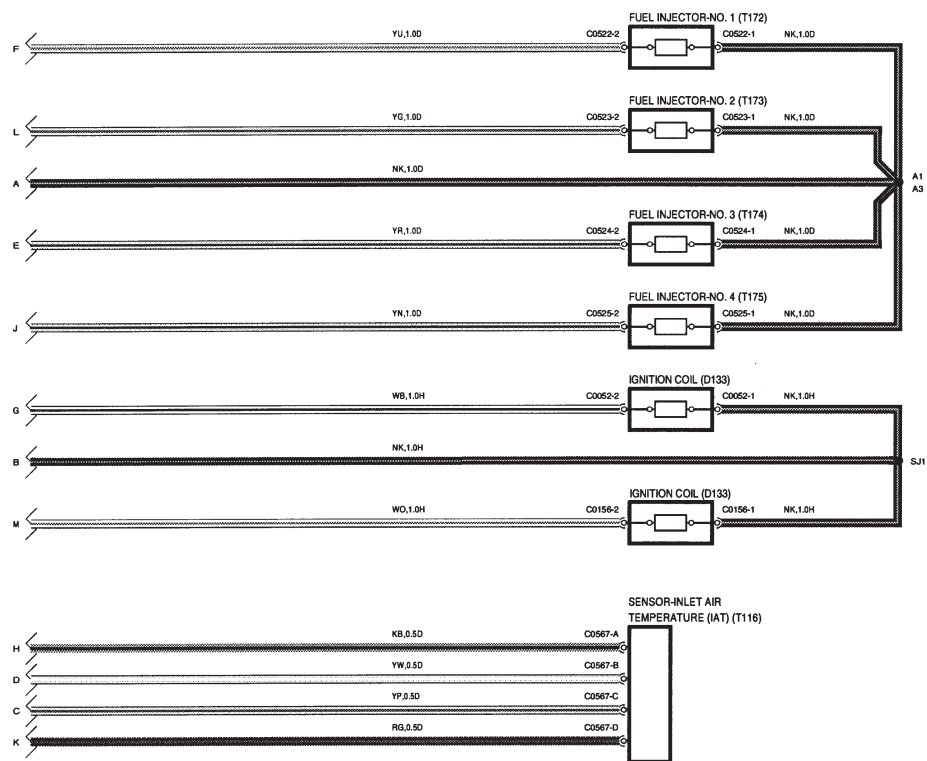 FUEL INJECTOR-NO. 1 (T172)
F YU,1.0D C0522-2 C0522-1 NK,1.0D
FUEL INJECTOR-NO. 2 (T173)
L YG,1.0D C0523-2 C0523-1 NK,1.0D
A NK,1.0D A1
A3
FUEL INJECTOR-NO. 3 (T174)
E YR,1.0D C0524-2 C0524-1 NK,1.0D
FUEL INJECTOR-NO. 4 (T175)
J YN,1.0D C0525-2 C0525-1 NK,1.0D
IGNITION COIL (D133)
G WB,1.0H C0052-2 C0052-1 NK,1.0H
B NK,1.0H SJ1
IGNITION COIL (D133)
M WO,1.0H C0156-2 C0156-1 NK,1.0H
SENSOR-INLET AIR
TEMPERATURE (IAT) (T116)
H KB,0.5D C0567-A
D YW,0.5D C0567-B
C YP,0.5D C0567-C
K RG,0.5D C0567-D